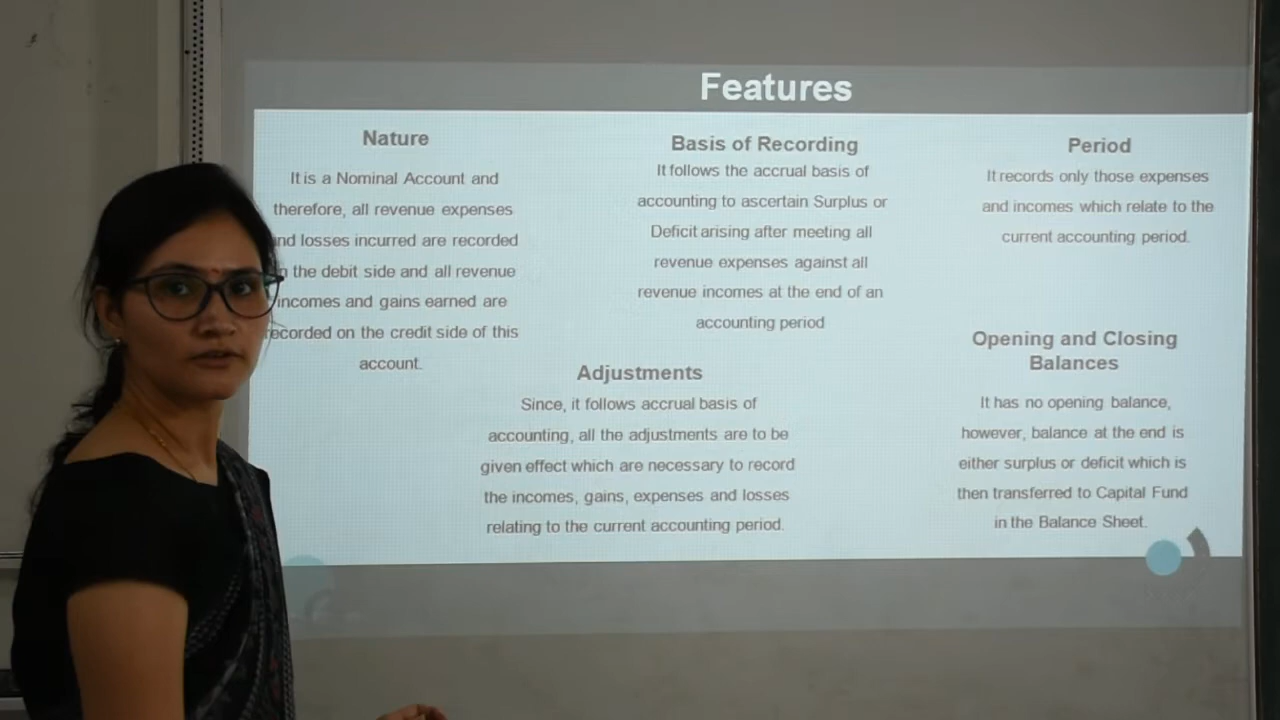 Features
Nature
It is a Nominal Account and
therefore, all revenue expenses
and losses incurred are recorded
the debit side and all revenue
incomes and gains earned are
recorded on the credit side of this
account.
Basis of Recording
It follows the accrual basis of
accounting to ascertain Surplus or
Deficit arising after meeting all
revenue expenses against all
revenue incomes at the end of an
accounting period
Period
It records only those expenses
and incomes which relate to the
current accounting period.
Adjustments
Since, it follows accrual basis of
accounting, all the adjustments are to be
given effect which are necessary to record
the incomes, gains, expenses and losses
relating to the current accounting period.
Opening and Closing
Balances
It has no opening balance,
however, balance at the end is
either surplus or deficit which is
then transferred to Capital Fund
in the Balance Sheet.